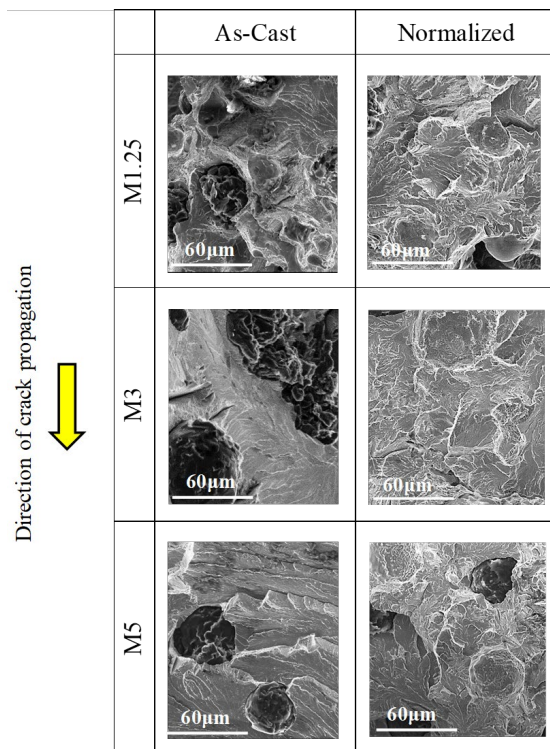 As-Cast
Normalized
Direction of crack propagation
M1.25
60μm
60μm
M3
60μm
60μm
M5
60μm
60μm